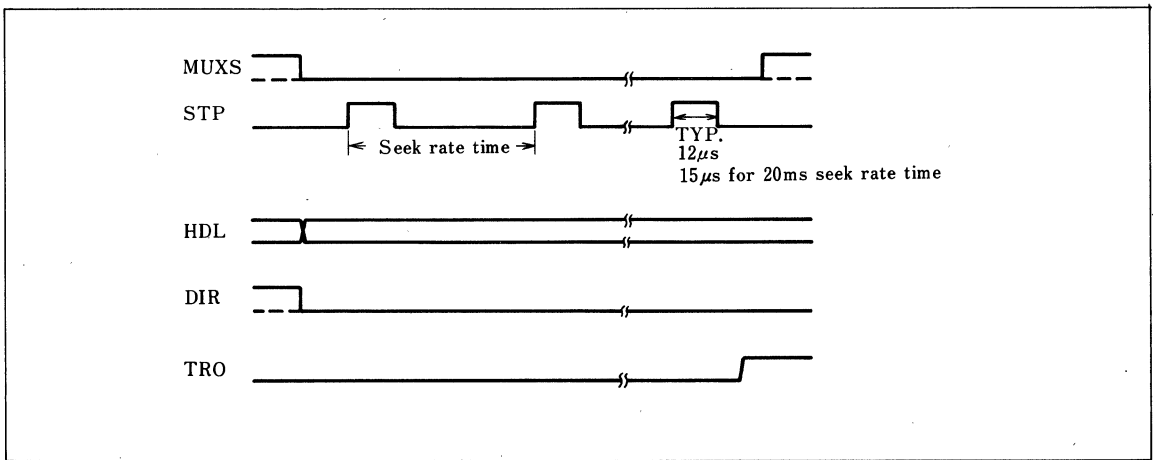 MUXS
STP
Seek rate time
TYP.
12μs
15μs for 20ms seek rate time
HDL
DIR
TRO